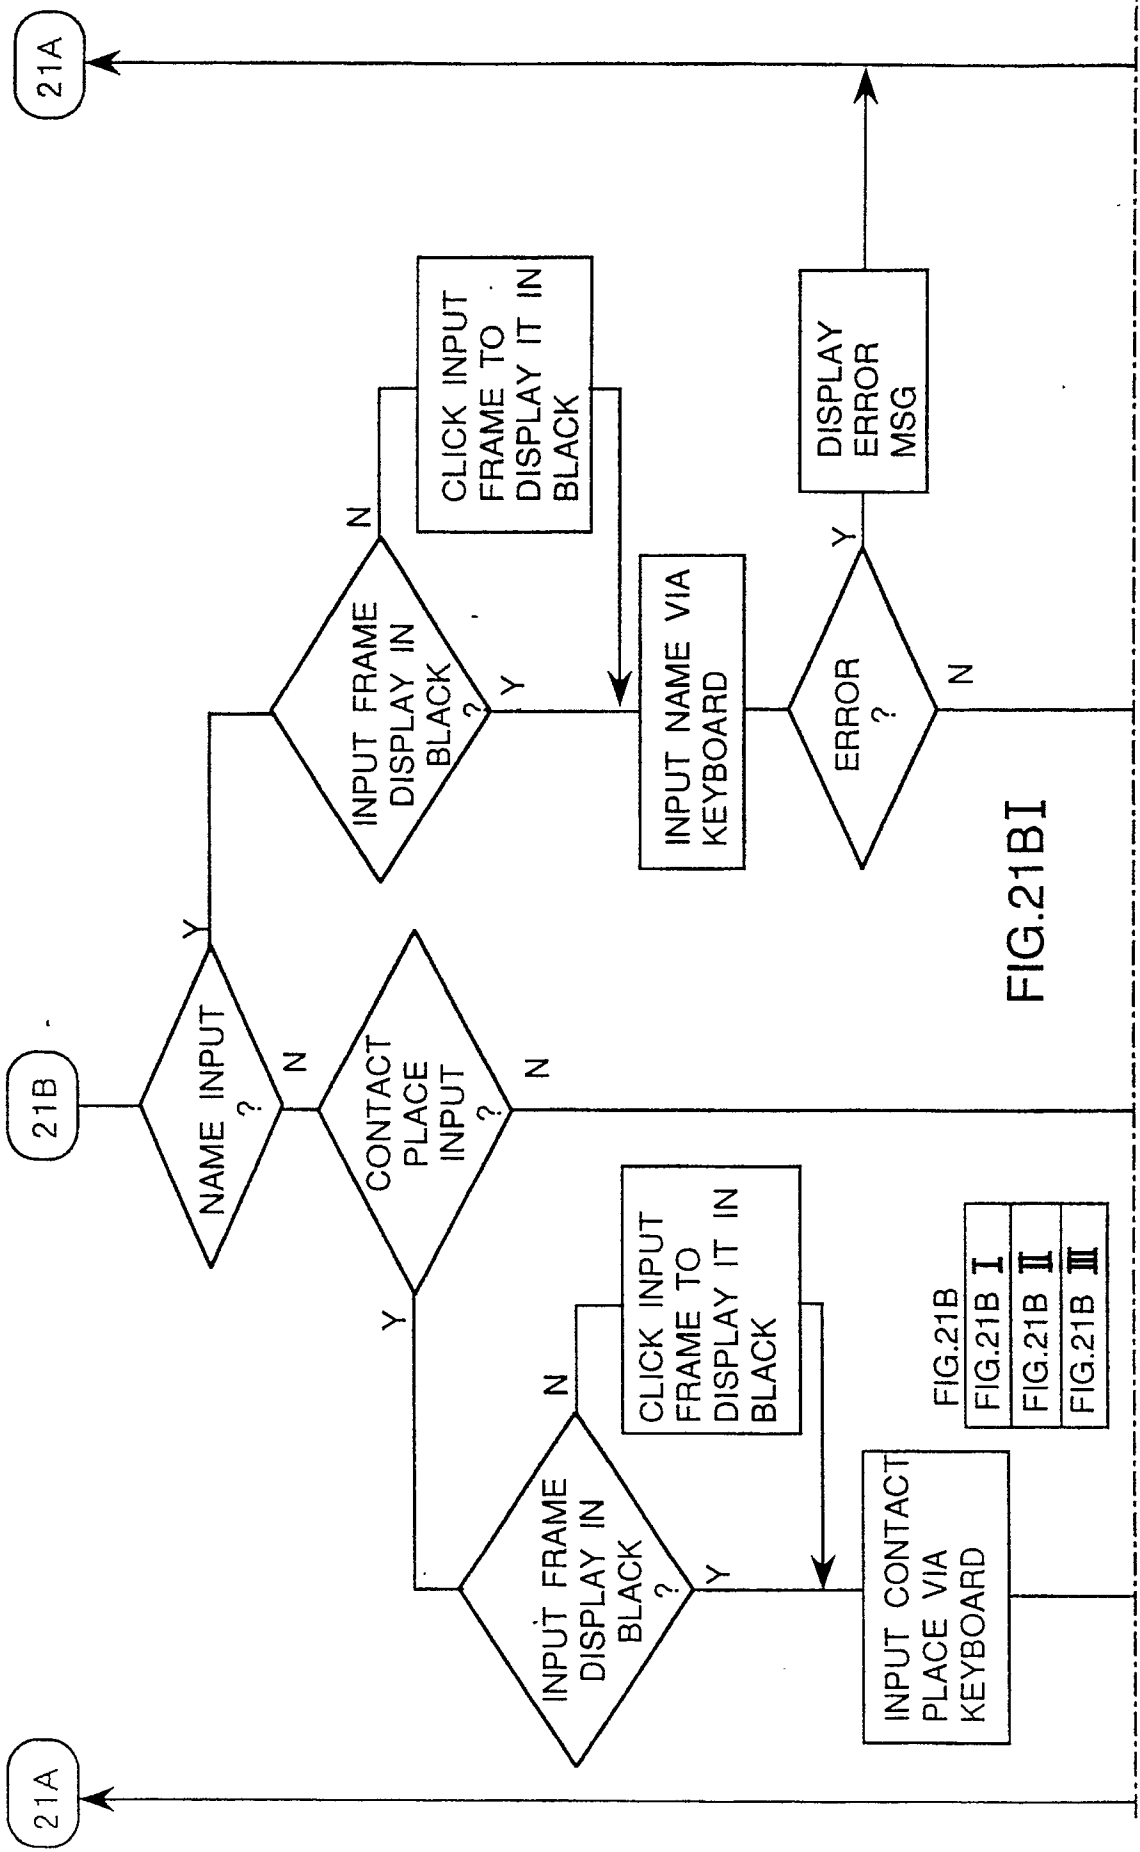 21A
21B
21A
NAME INPUT
?
Y
N
CONTACT
PLACE
INPUT
?
Y
N
INPUT FRAME
DISPLAY IN
BLACK
?
N
Y
CLICK INPUT
FRAME TO
DISPLAY IT IN
BLACK
INPUT CONTACT
PLACE VIA
KEYBOARD
INPUT FRAME
DISPLAY IN
BLACK
?
N
Y
CLICK INPUT
FRAME TO
DISPLAY IT IN
BLACK
INPUT NAME VIA
KEYBOARD
ERROR
?
Y
N
DISPLAY
ERROR
MSG
FIG.21B
FIG.21B I
FIG.21B II
FIG.21B III
FIG.21BI